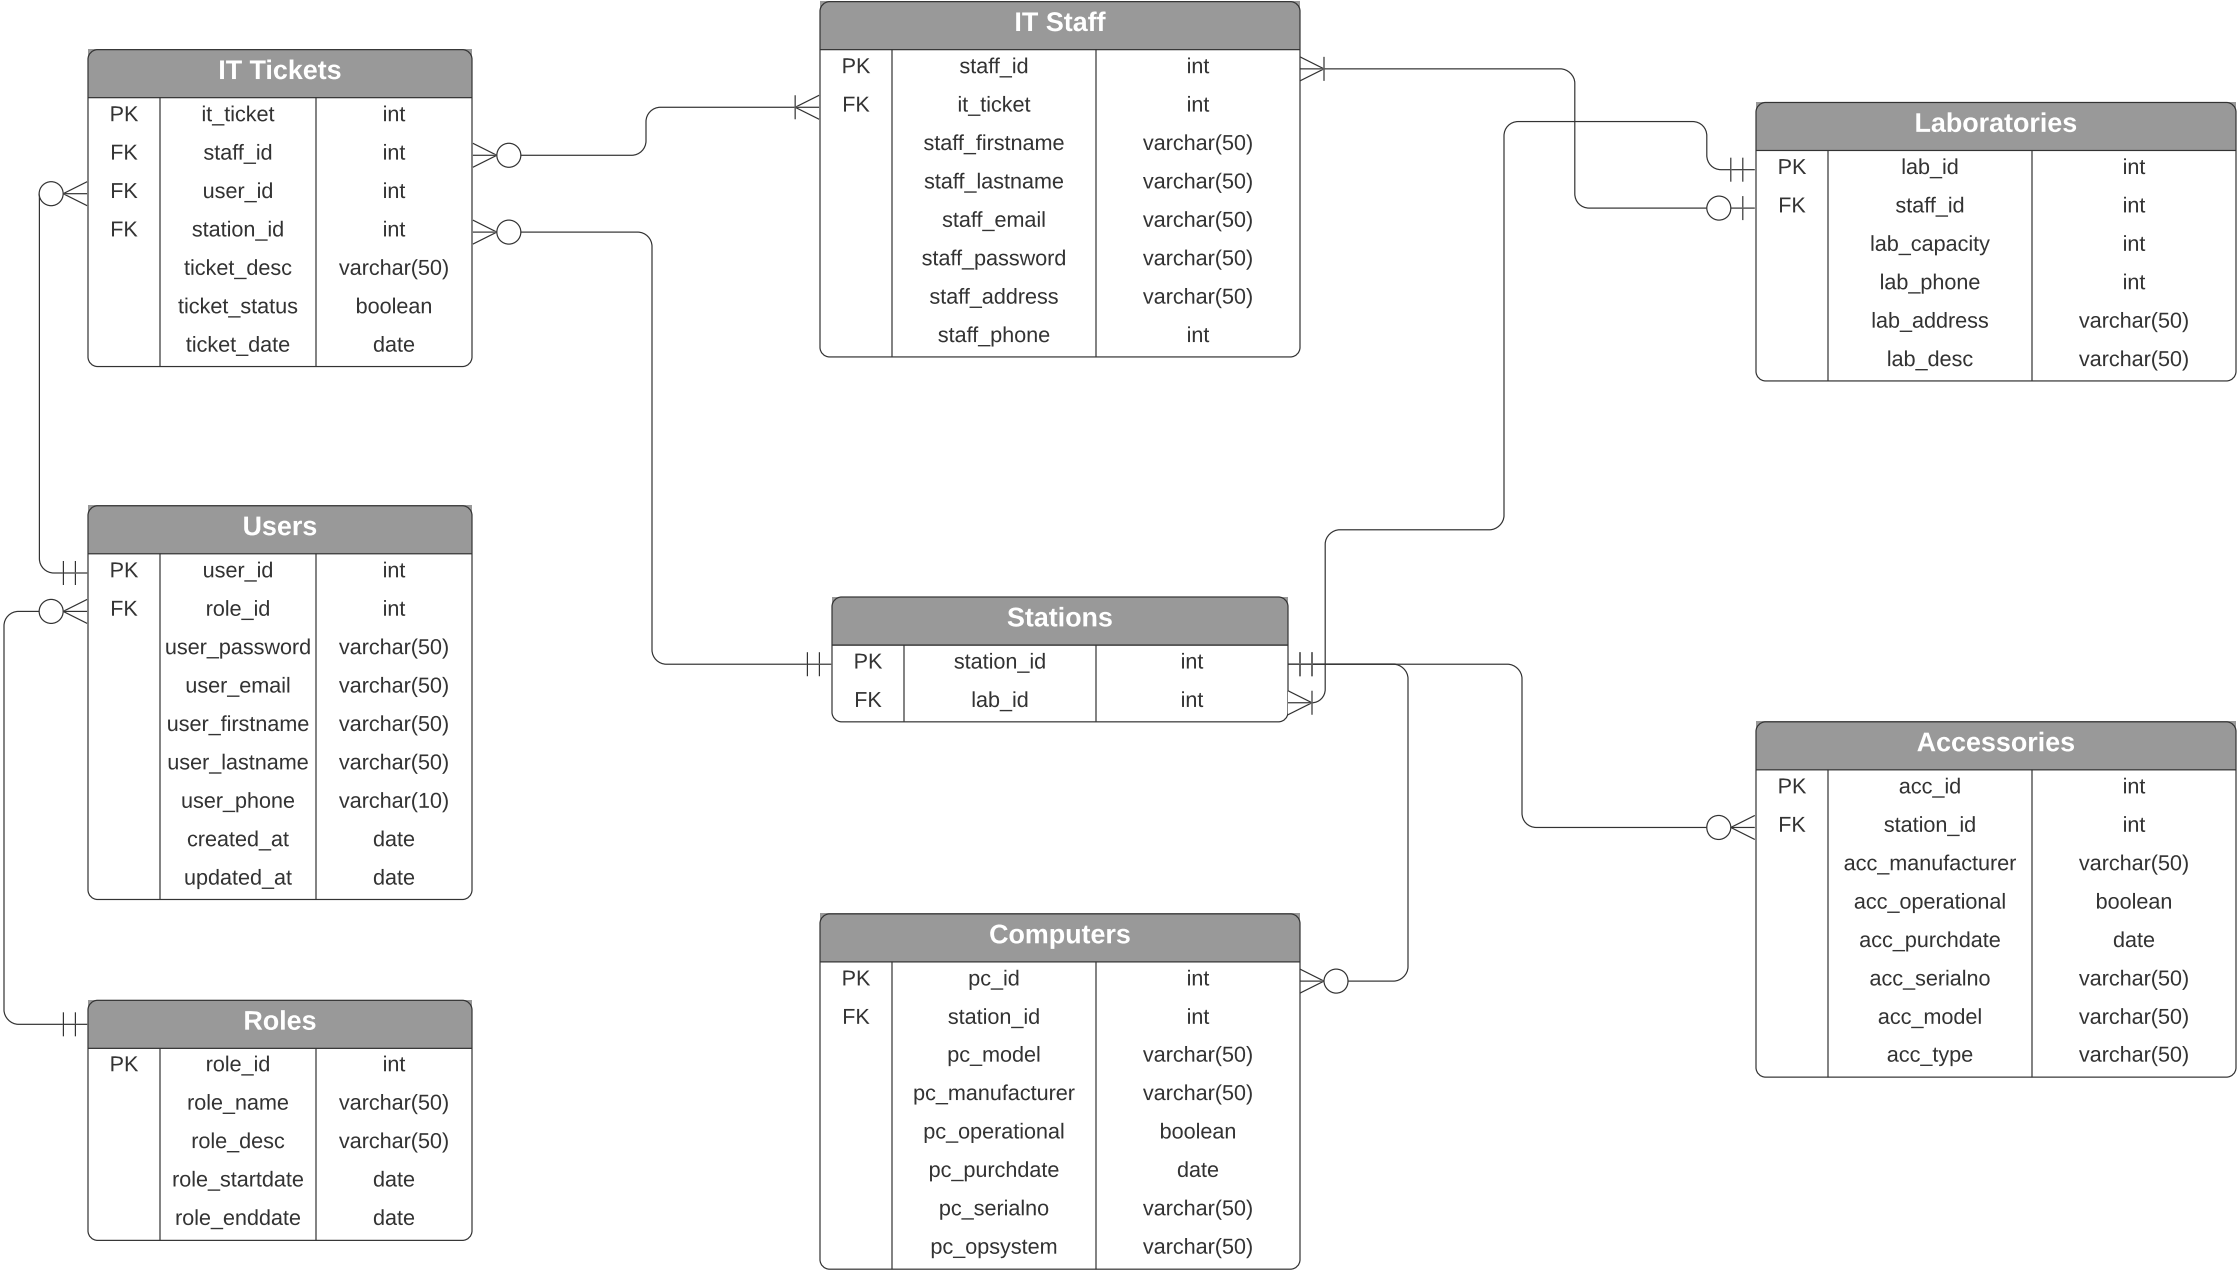 IT Tickets
PK it_ticket int
FK staff_id int
FK user_id int
FK station_id int
ticket_desc varchar(50)
ticket_status boolean
ticket_date date
IT Staff
PK staff_id int
FK it_ticket int
staff_firstname varchar(50)
staff_lastname varchar(50)
staff_email varchar(50)
staff_password varchar(50)
staff_address varchar(50)
staff_phone int
Laboratories
PK lab_id int
FK staff_id int
lab_capacity int
lab_phone int
lab_address varchar(50)
lab_desc varchar(50)
Users
PK user_id int
FK role_id int
user_password varchar(50)
user_email varchar(50)
user_firstname varchar(50)
user_lastname varchar(50)
user_phone varchar(10)
created_at date
updated_at date
Stations
PK station_id int
FK lab_id int
Accessories
PK acc_id int
FK station_id int
acc_manufacturer varchar(50)
acc_operational boolean
acc_purchdate date
acc_serialno varchar(50)
acc_model varchar(50)
acc_type varchar(50)
Roles
PK role_id int
role_name varchar(50)
role_desc varchar(50)
role_startdate date
role_enddate date
Computers
PK pc_id int
FK station_id int
pc_model varchar(50)
pc_manufacturer varchar(50)
pc_operational boolean
pc_purchdate date
pc_serialno varchar(50)
pc_opsystem varchar(50)